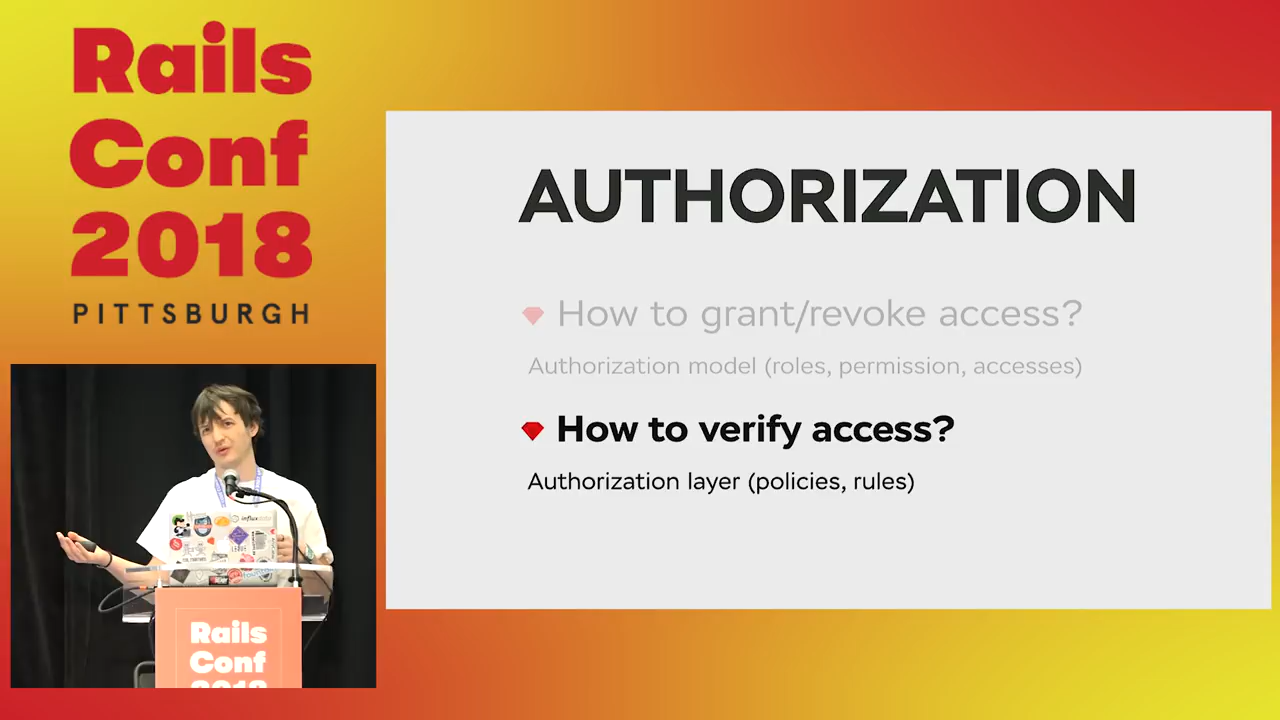 Rails
Conf
2018
PITTSBURGH
AUTHORIZATION
How to grant/revoke access?
Authorization model (roles, permission, accesses)
How to verify access?
Authorization layer (policies, rules)
Rails
Conf
2018